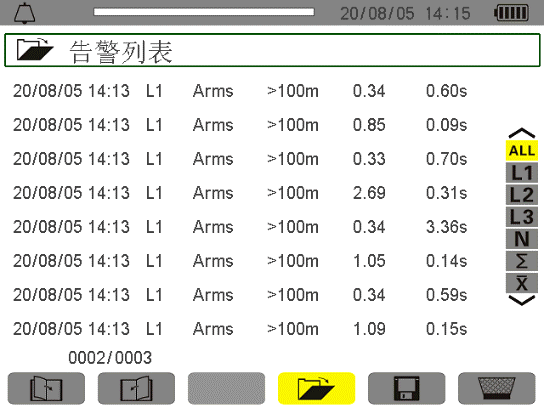 20/08/05 14:15
告警列表
20/08/05 14:13 L1 Arms >100m 0.34 0.60s
20/08/05 14:13 L1 Arms >100m 0.85 0.09s
20/08/05 14:13 L1 Arms >100m 0.33 0.70s
20/08/05 14:13 L1 Arms >100m 2.69 0.31s
20/08/05 14:13 L1 Arms >100m 0.34 3.36s
20/08/05 14:13 L1 Arms >100m 1.05 0.14s
20/08/05 14:13 L1 Arms >100m 0.34 0.59s
20/08/05 14:13 L1 Arms >100m 1.09 0.15s
0002/0003
ALL
L1
L2
L3
N
Σ
X̅